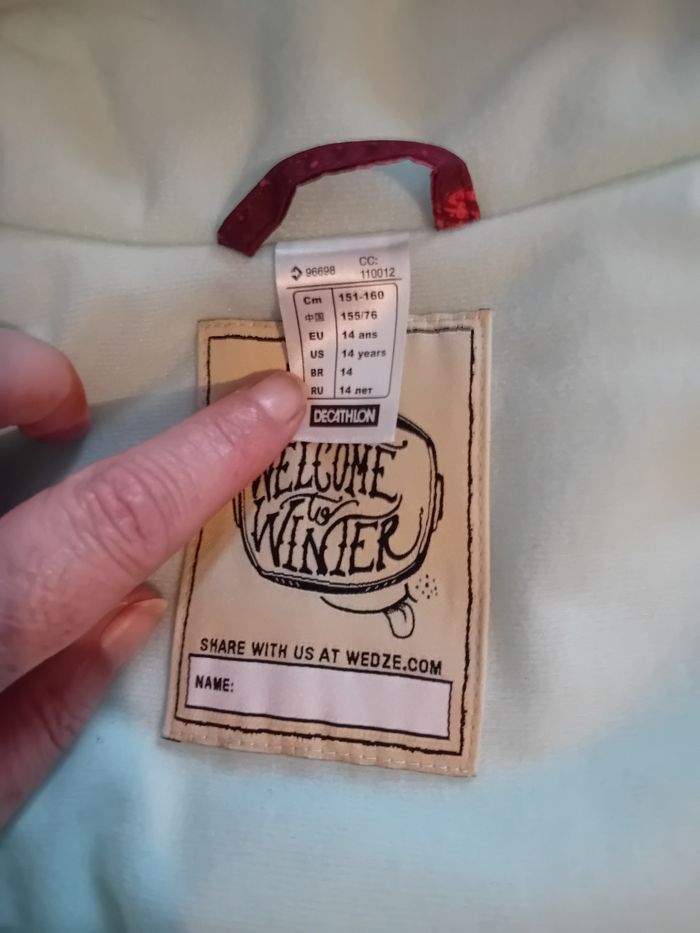 96698 CC: 110012
Cm 151-160
中国 155/76
EU 14 ans
US 14 years
BR 14
RU 14 лет
DECATHLON
WELCOME
to
WINTER
SHARE WITH US AT WEDZE.COM
NAME: